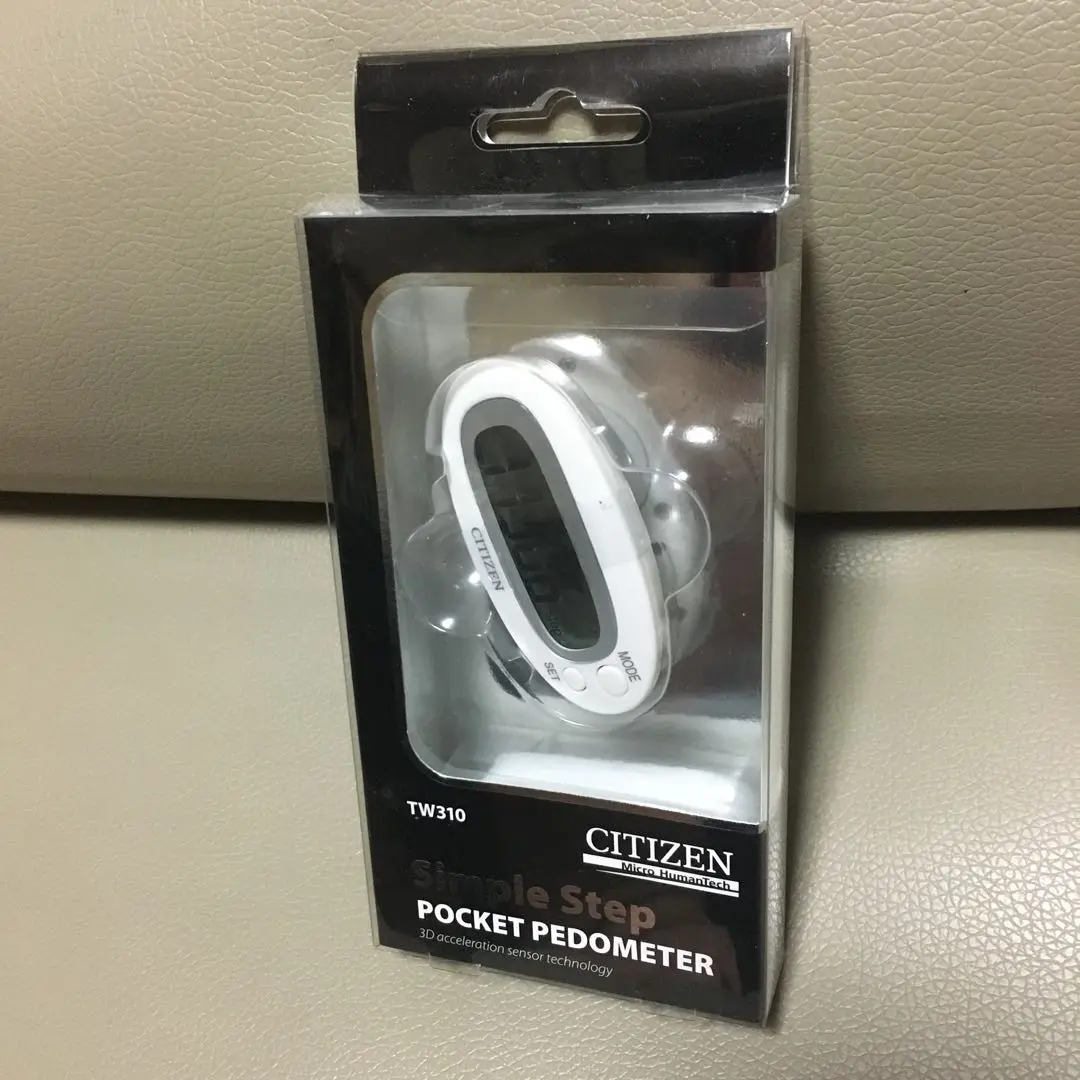 CITIZEN
SET
MODE
TW310
CITIZEN
Micro HumanTech
Simple Step
POCKET PEDOMETER
3D acceleration sensor technology